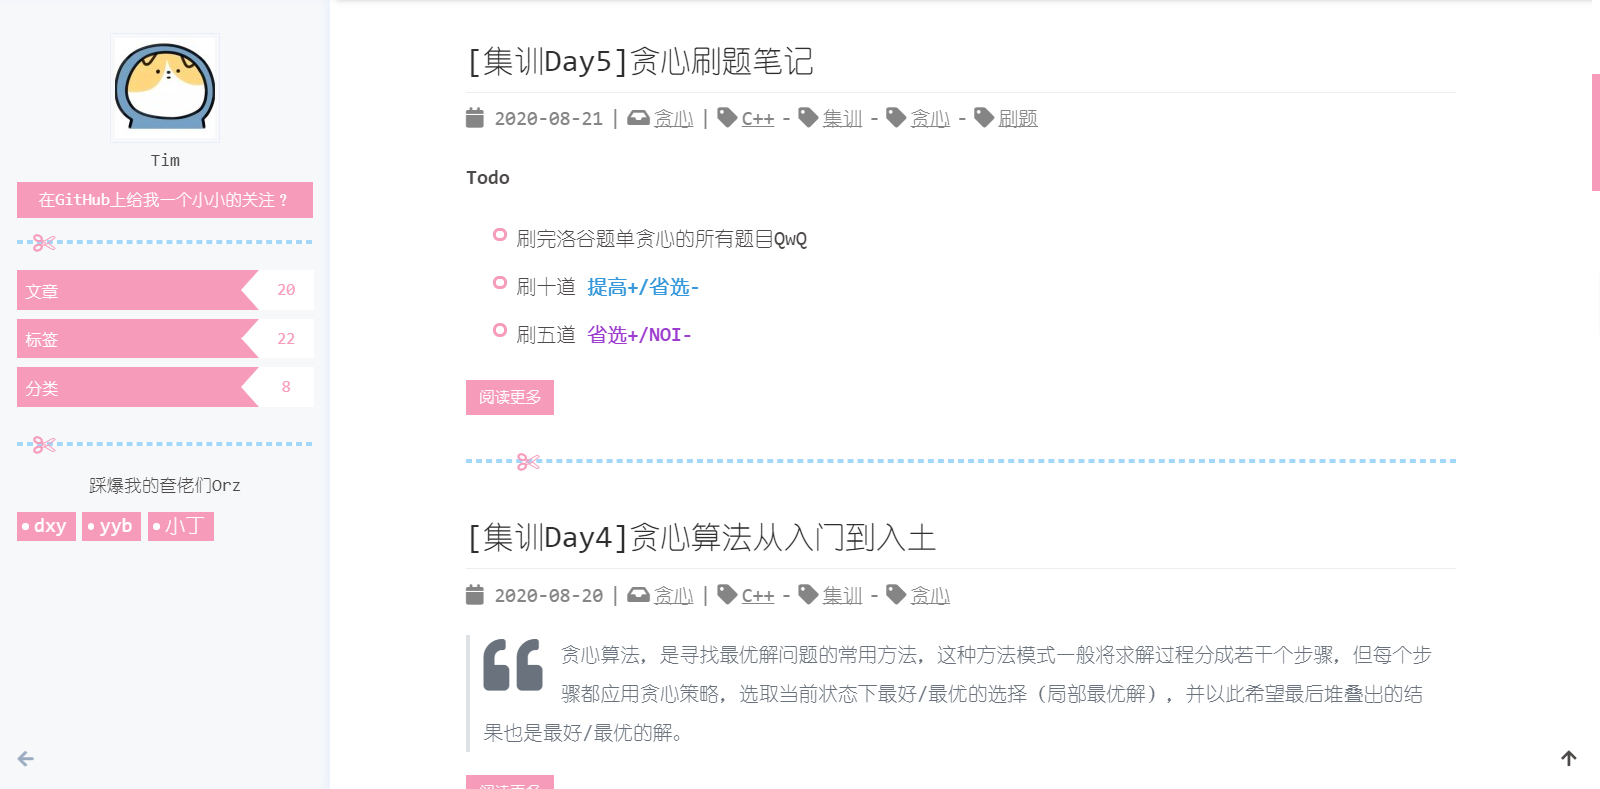 Tim
在GitHub上给我一个小小的关注？
文章 20
标签 22
分类 8
踩爆我的奆佬们Orz
dxy yyb 小丁
[集训Day5]贪心刷题笔记
2020-08-21 | 贪心 | C++ - 集训 - 贪心 - 刷题
Todo
刷完洛谷题单贪心的所有题目QwQ
刷十道 提高+/省选-
刷五道 省选+/NOI-
阅读更多
[集训Day4]贪心算法从入门到入土
2020-08-20 | 贪心 | C++ - 集训 - 贪心
贪心算法，是寻找最优解问题的常用方法，这种方法模式一般将求解过程分成若干个步骤，但每个步
骤都应用贪心策略，选取当前状态下最好/最优的选择（局部最优解），并以此希望最后堆叠出的结
果也是最好/最优的解。
阅读更多